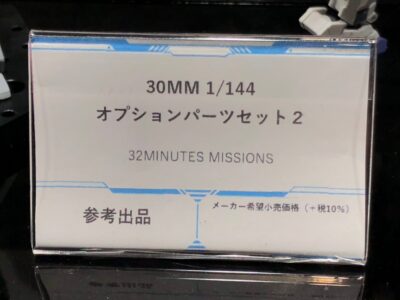 30MM 1/144
オプションパーツセット２
32MINUTES MISSIONS
参考出品
メーカー希望小売価格（＋税10%）